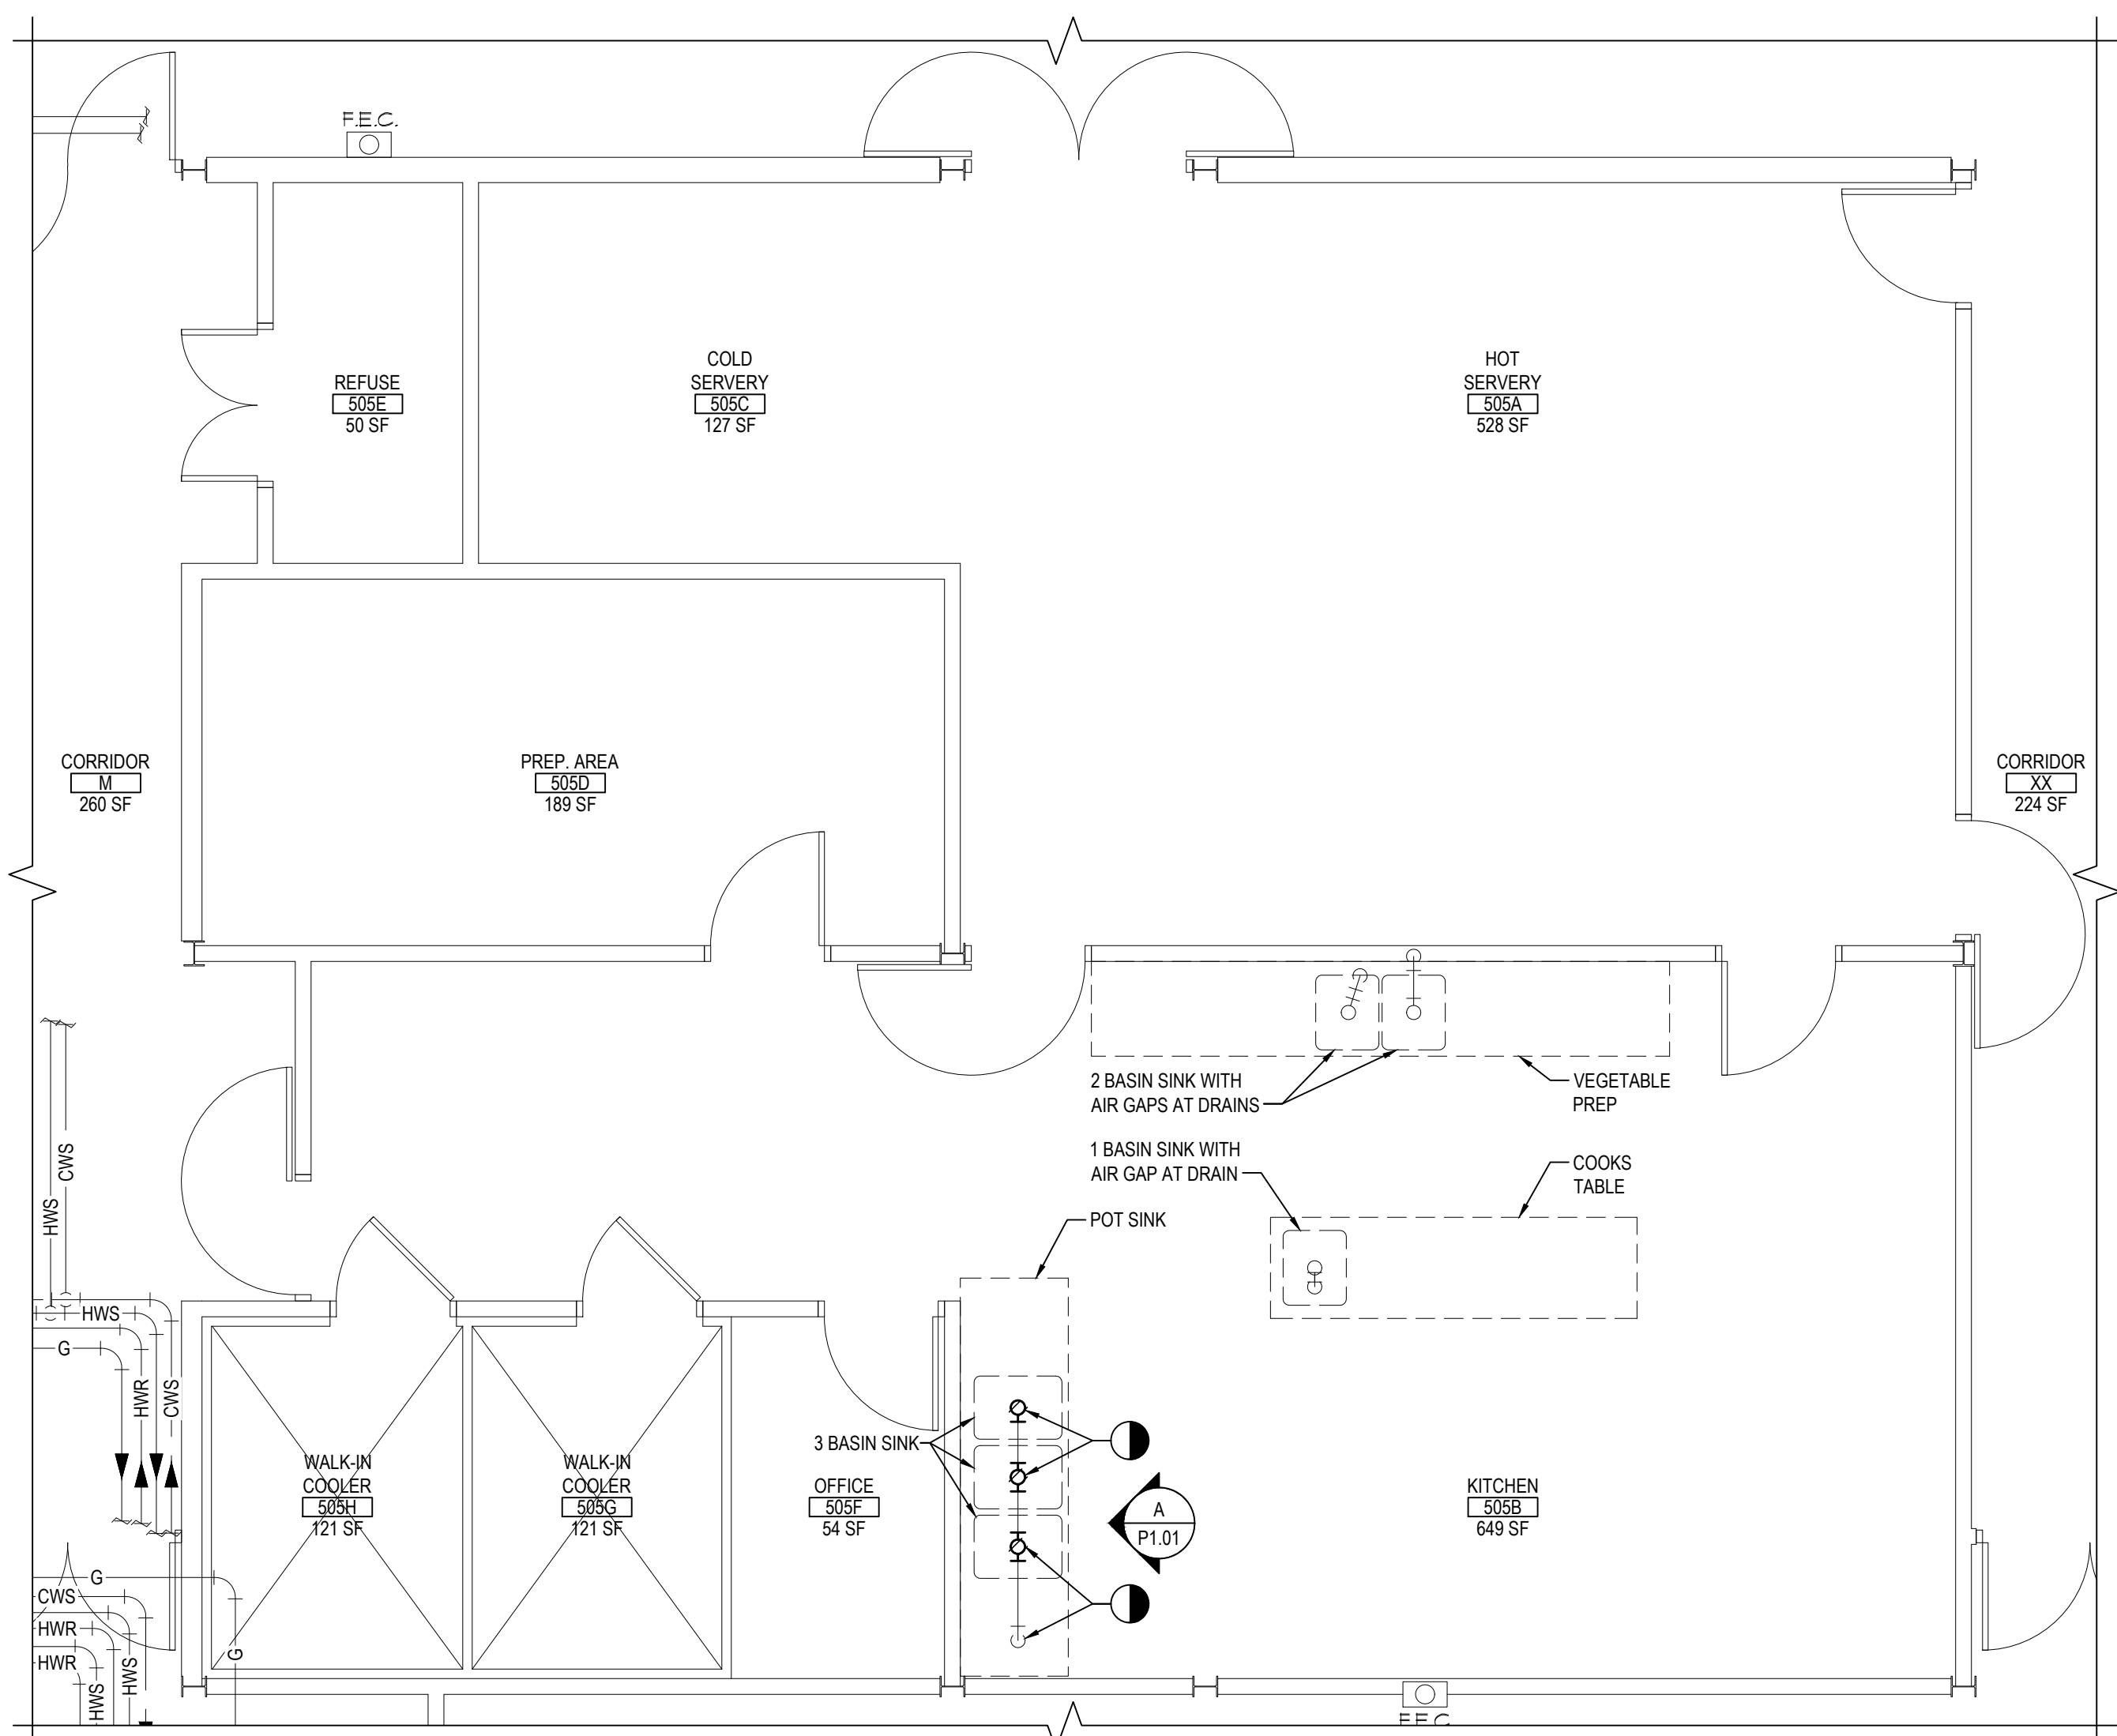 F.E.C.
REFUSE
505E
50 SF
COLD
SERVERY
505C
127 SF
HOT
SERVERY
505A
528 SF
CORRIDOR
M
260 SF
PREP. AREA
505D
189 SF
CORRIDOR
XX
224 SF
2 BASIN SINK WITH
AIR GAPS AT DRAINS
VEGETABLE
PREP
1 BASIN SINK WITH
AIR GAP AT DRAIN
COOKS
TABLE
POT SINK
CWS
HWS
HWS
G
HWR
CWS
3 BASIN SINK
WALK-IN
COOLER
505H
121 SF
WALK-IN
COOLER
505G
121 SF
OFFICE
505F
54 SF
A
P1.01
KITCHEN
505B
649 SF
G
CWS
HWR
HWR
HWS
HWS
G
F.E.C.